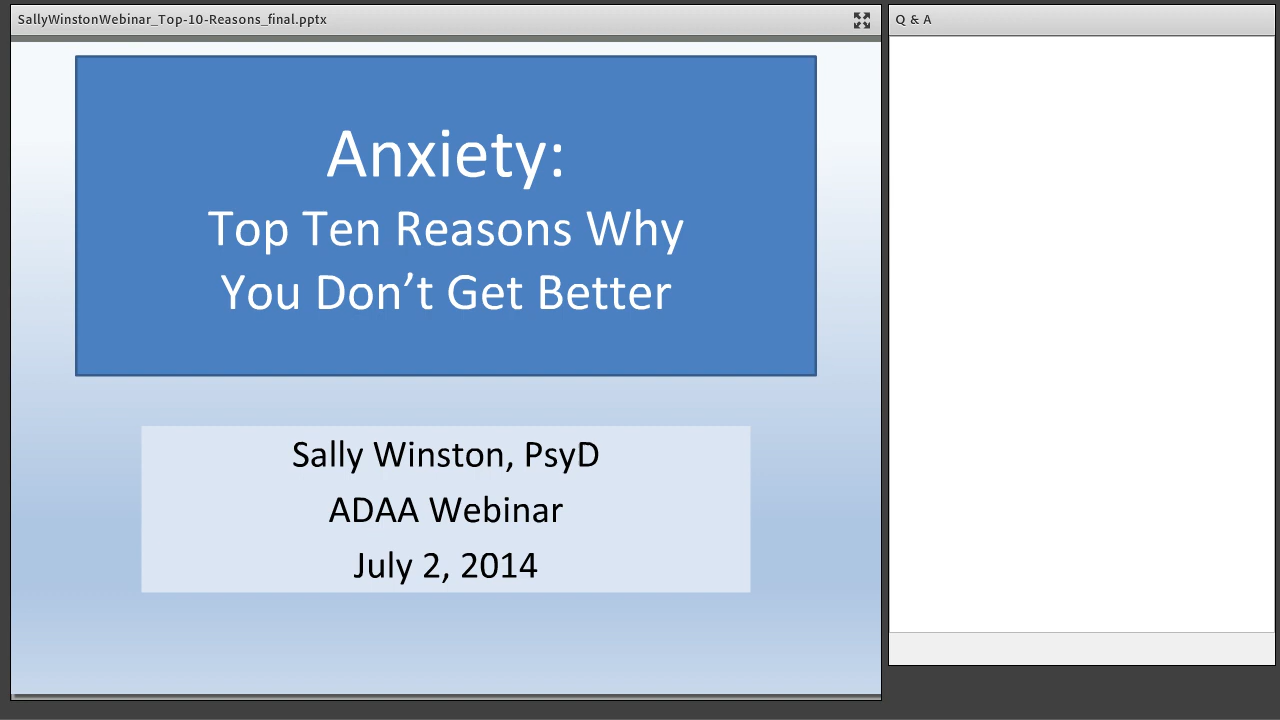 SallyWinstonWebinar_Top-10-Reasons_final.pptx
Q & A
Anxiety:
Top Ten Reasons Why
You Don’t Get Better
Sally Winston, PsyD
ADAA Webinar
July 2, 2014